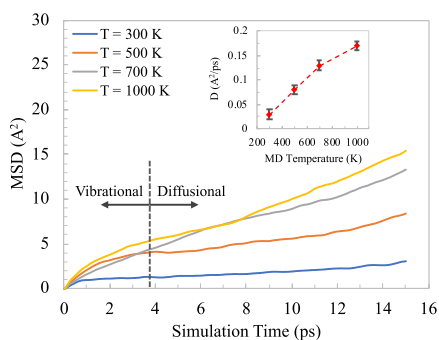 30
25
20
15
10
5
0
MSD (A²)
T = 300 K
T = 500 K
T = 700 K
T = 1000 K
Vibrational
Diffusional
0.2
0.15
0.1
0.05
0
D (A²/ps)
200 400 600 800 1000
MD Temperature (K)
0 2 4 6 8 10 12 14 16
Simulation Time (ps)